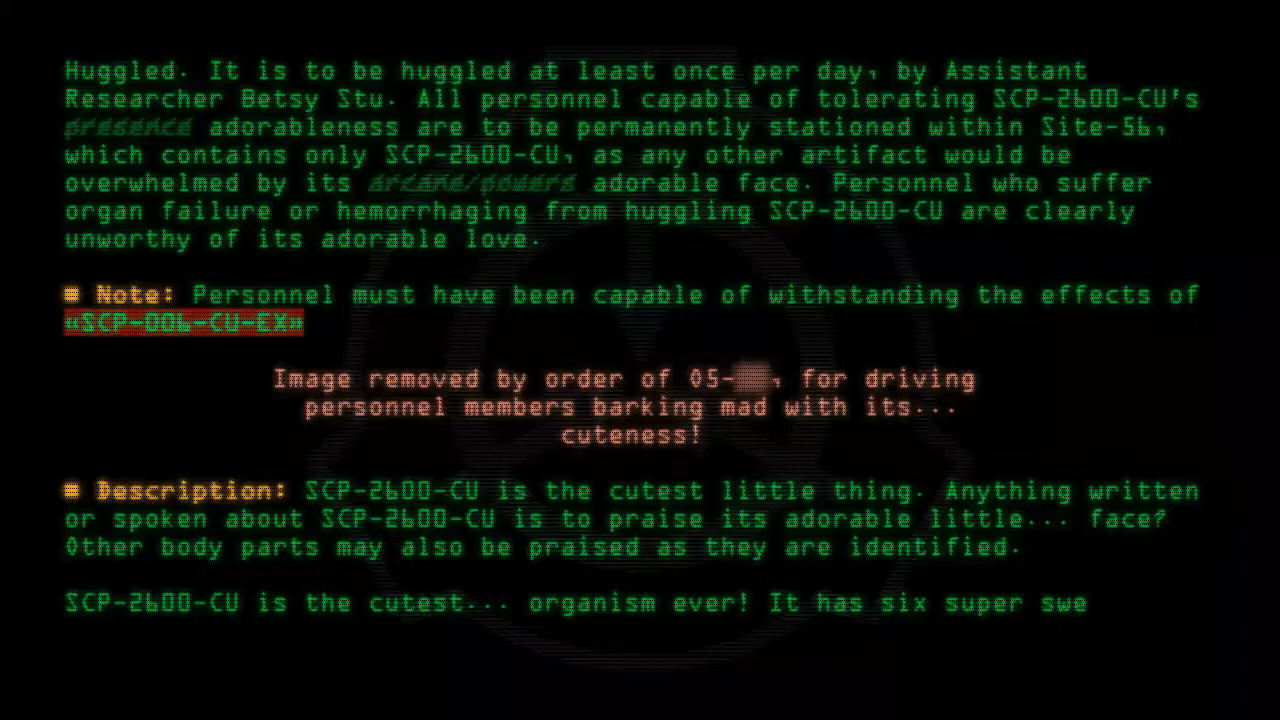 Huggled. It is to be huggled at least once per day, by Assistant
Researcher Betsy Stu. All personnel capable of tolerating SCP-2600-CU's
presence adorableness are to be permanently stationed within Site-56,
which contains only SCP-2600-CU, as any other artifact would be
overwhelmed by its adorable face. Personnel who suffer
organ failure or hemorrhaging from huggling SCP-2600-CU are clearly
unworthy of its adorable love.
■ Note: Personnel must have been capable of withstanding the effects of
«SCP-006-CU-EX»
Image removed by order of O5-██, for driving
personnel members barking mad with its...
cuteness!
■ Description: SCP-2600-CU is the cutest little thing. Anything written
or spoken about SCP-2600-CU is to praise its adorable little... face?
Other body parts may also be praised as they are identified.
SCP-2600-CU is the cutest... organism ever! It has six super swe